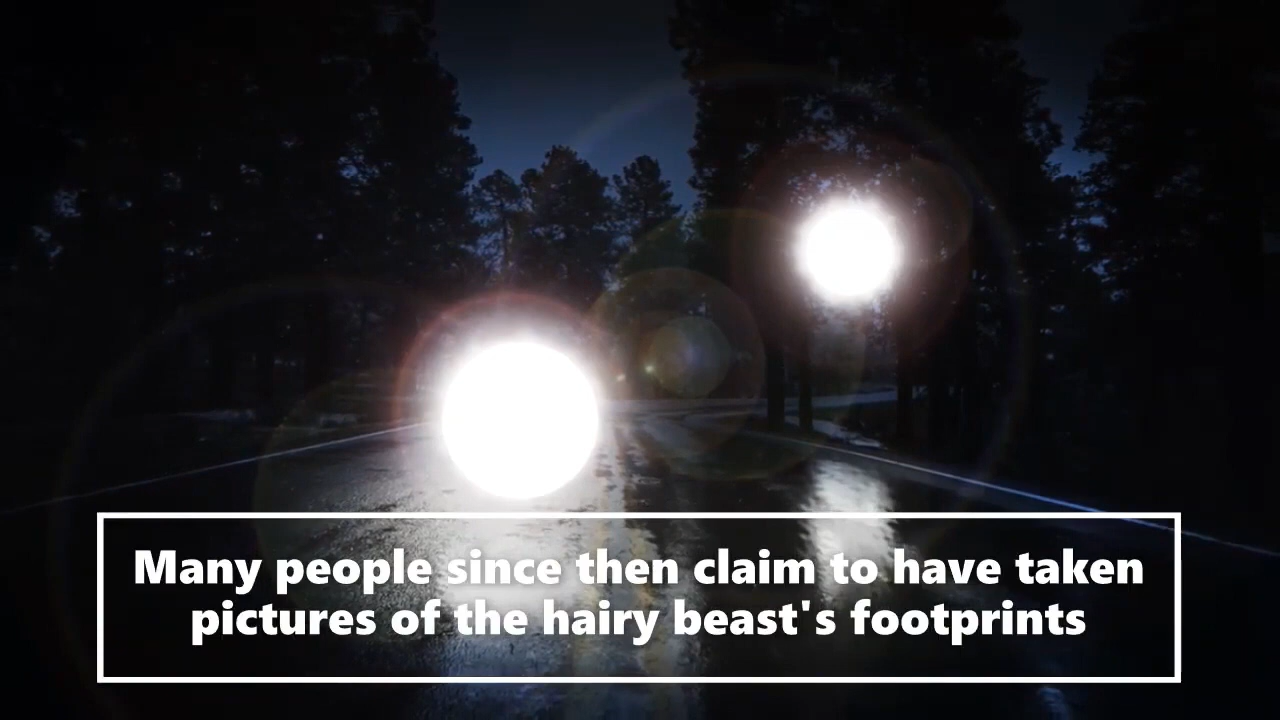 Many people since then claim to have taken
pictures of the hairy beast's footprints